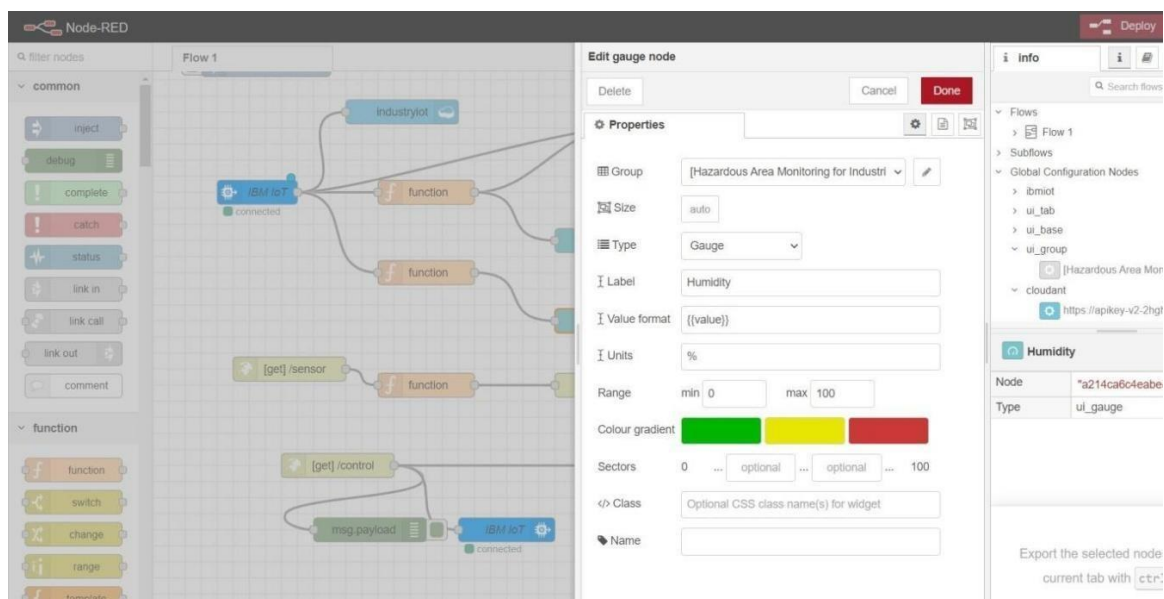 Node-RED
Deploy
filter nodes
common
inject
debug
complete
catch
status
link in
link call
link out
comment
function
function
switch
change
range
template
Flow 1
industryIot
IBM IoT
connected
function
function
[get] /sensor
function
[get] /control
msg.payload
IBM IoT
connected
Edit gauge node
Delete
Cancel
Done
Properties
Group
[Hazardous Area Monitoring for Industri
Size
auto
Type
Gauge
Label
Humidity
Value format
{{value}}
Units
%
Range
min 0
max 100
Colour gradient
Sectors
0 ... optional ... optional ... 100
</> Class
Optional CSS class name(s) for widget
Name
i info
i
Search flows
Flows
Flow 1
Subflows
Global Configuration Nodes
ibmiot
ui_tab
ui_base
ui_group
[Hazardous Area Mon
cloudant
https://apikey-v2-2hgf
Humidity
Node
"a214ca6c4eabe
Type
ui_gauge
Export the selected node
current tab with ctrl